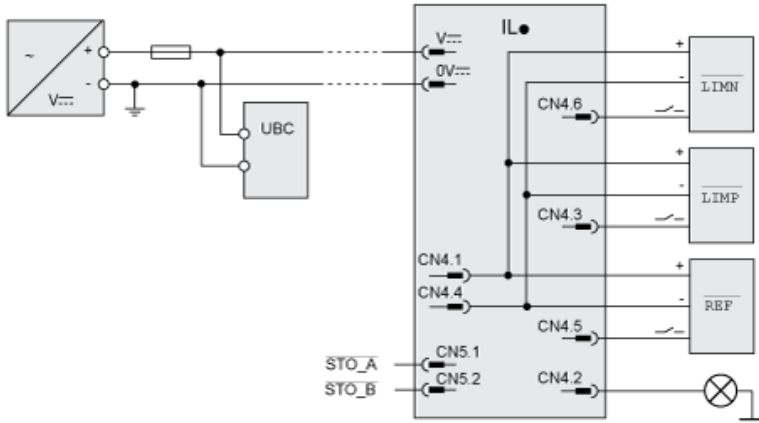 ~
+
-
V⎓
UBC
IL●
V⎓
0V⎓
CN4.6
+
-
LIMN
CN4.3
+
-
LIMP
CN4.1
CN4.4
+
-
REF
CN4.5
STO_A
CN5.1
STO_B
CN5.2
CN4.2